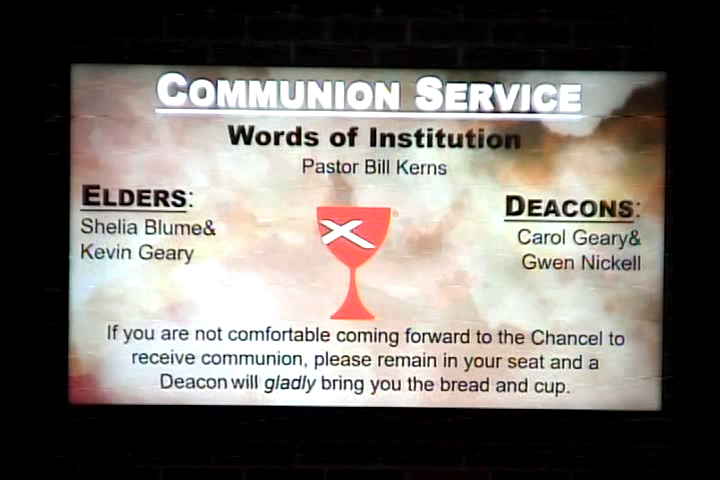 COMMUNION SERVICE
Words of Institution
Pastor Bill Kerns
ELDERS:
Shelia Blume&
Kevin Geary
DEACONS:
Carol Geary&
Gwen Nickell
If you are not comfortable coming forward to the Chancel to
receive communion, please remain in your seat and a
Deacon will gladly bring you the bread and cup.